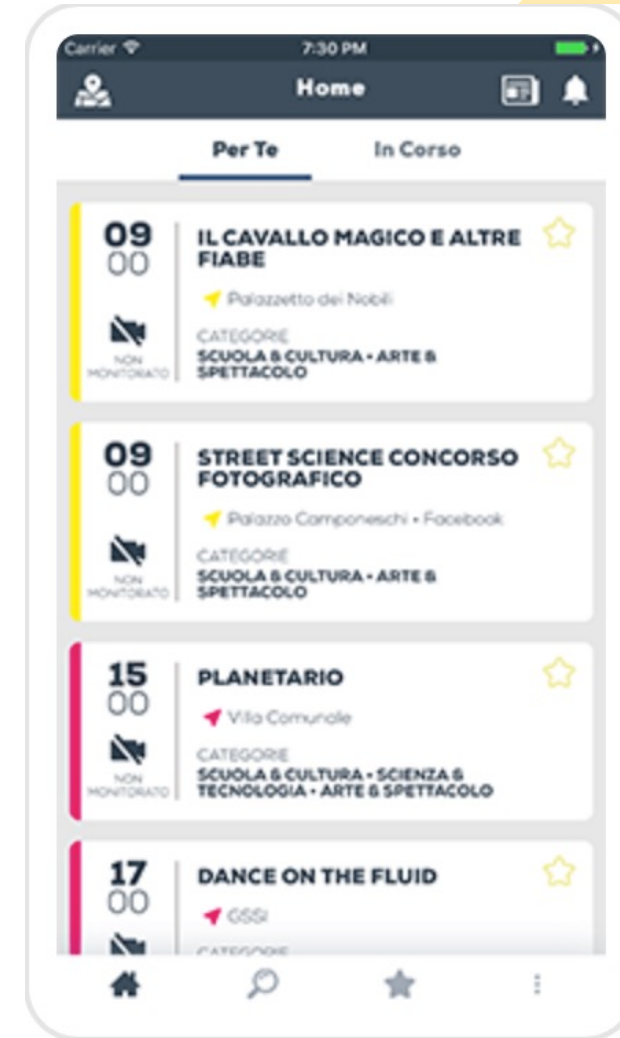 Carrier 7:30 PM
Home
Per Te In Corso
09
00
NON
MONITORATO
IL CAVALLO MAGICO E ALTRE
FIABE
Palazzetto dei Nobili
CATEGORIE
SCUOLA & CULTURA • ARTE &
SPETTACOLO
09
00
NON
MONITORATO
STREET SCIENCE CONCORSO
FOTOGRAFICO
Palazzo Camponeschi • Facebook
CATEGORIE
SCUOLA & CULTURA • ARTE &
SPETTACOLO
15
00
NON
MONITORATO
PLANETARIO
Villa Comunale
CATEGORIE
SCUOLA & CULTURA • SCIENZA &
TECNOLOGIA • ARTE & SPETTACOLO
17
00
DANCE ON THE FLUID
GSSI
CATEGORIE